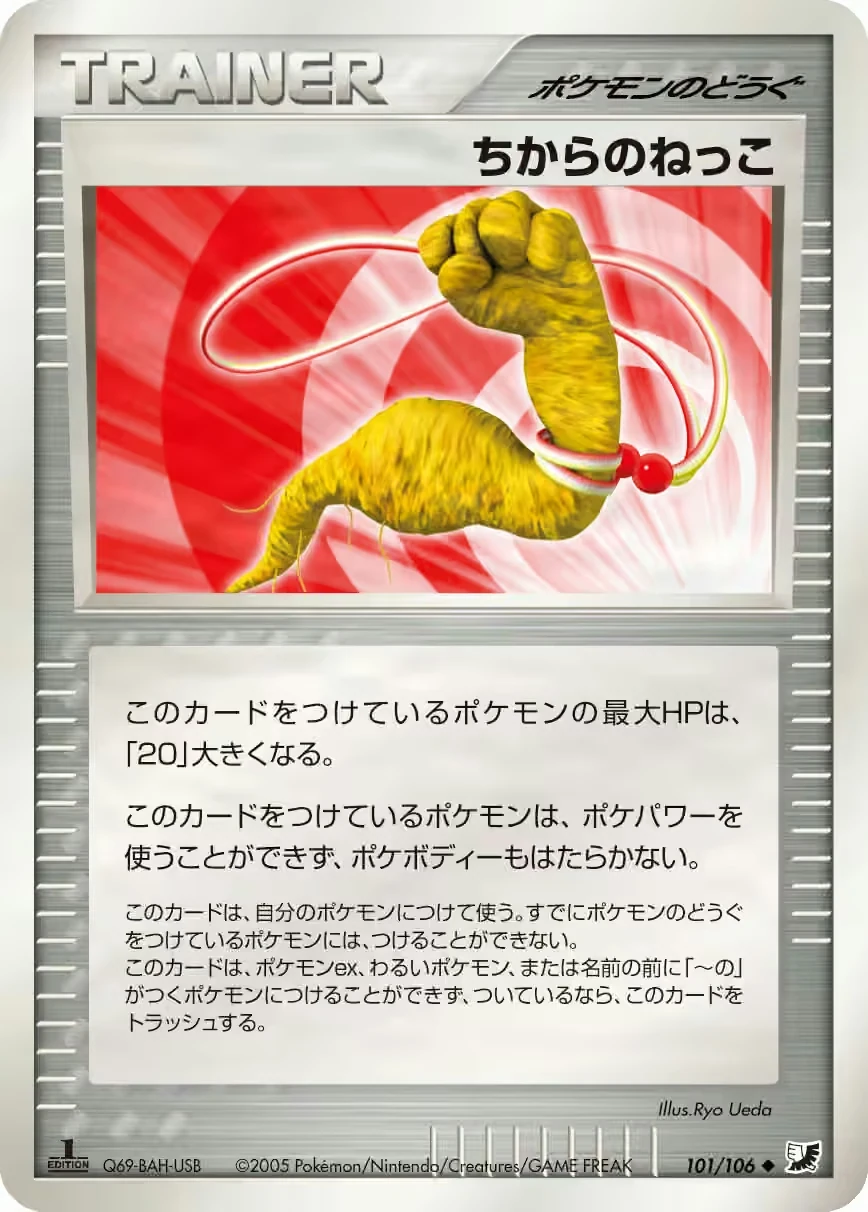 TRAINER
ポケモンのどうぐ
ちからのねっこ
このカードをつけているポケモンの最大HPは、
「20」大きくなる。
このカードをつけているポケモンは、ポケパワーを
使うことができず、ポケボディーもはたらかない。
このカードは、自分のポケモンにつけて使う。すでにポケモンのどうぐ
をつけているポケモンには、つけることができない。
このカードは、ポケモンex、わるいポケモン、または名前の前に「〜の」
がつくポケモンにつけることができず、ついているなら、このカードを
トラッシュする。
Illus.Ryo Ueda
1 EDITION Q69-BAH-USB ©2005 Pokémon/Nintendo/Creatures/GAME FREAK 101/106 ◆